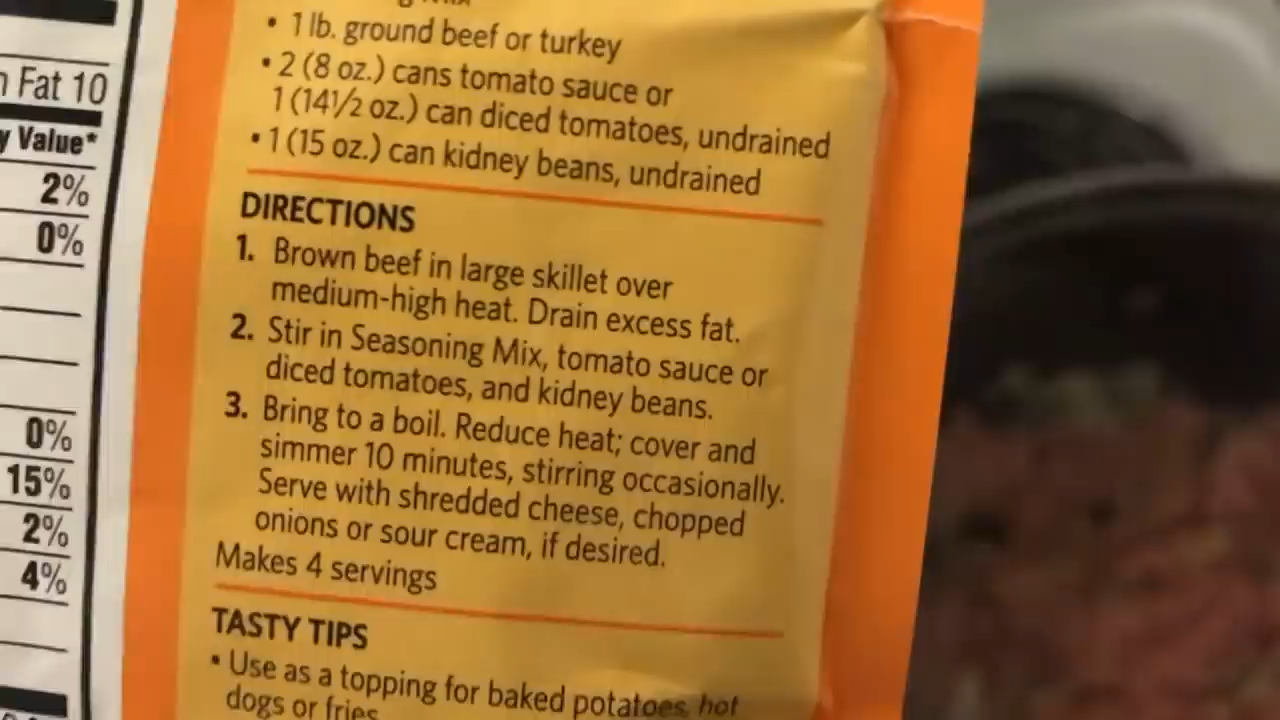 n Fat 10
y Value*
2%
0%
0%
15%
2%
4%
• 1 lb. ground beef or turkey
• 2 (8 oz.) cans tomato sauce or
1 (14½ oz.) can diced tomatoes, undrained
• 1 (15 oz.) can kidney beans, undrained
DIRECTIONS
1. Brown beef in large skillet over
medium-high heat. Drain excess fat.
2. Stir in Seasoning Mix, tomato sauce or
diced tomatoes, and kidney beans.
3. Bring to a boil. Reduce heat; cover and
simmer 10 minutes, stirring occasionally.
Serve with shredded cheese, chopped
onions or sour cream, if desired.
Makes 4 servings
TASTY TIPS
• Use as a topping for baked potatoes, hot
dogs or fries